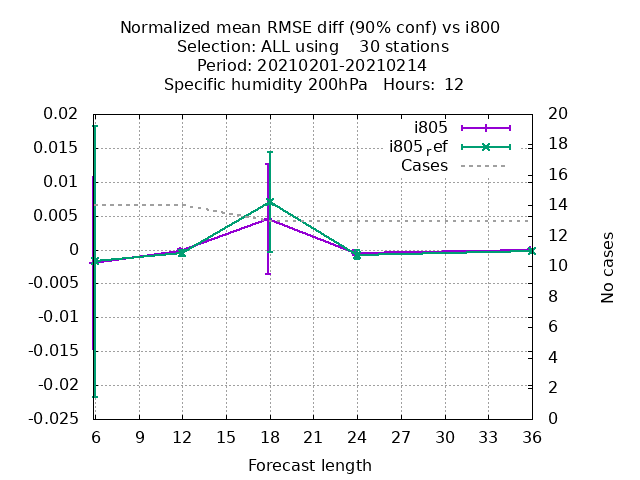 Normalized mean RMSE diff (90% conf) vs i800
Selection: ALL using    30 stations
Period: 20210201-20210214
Specific humidity 200hPa   Hours:  12
0.02
0.015
0.01
0.005
0
-0.005
-0.01
-0.015
-0.02
-0.025
20
18
16
14
12
10
8
6
4
2
0
i805
i805ref
Cases
No cases
6 9 12 15 18 21 24 27 30 33 36
Forecast length